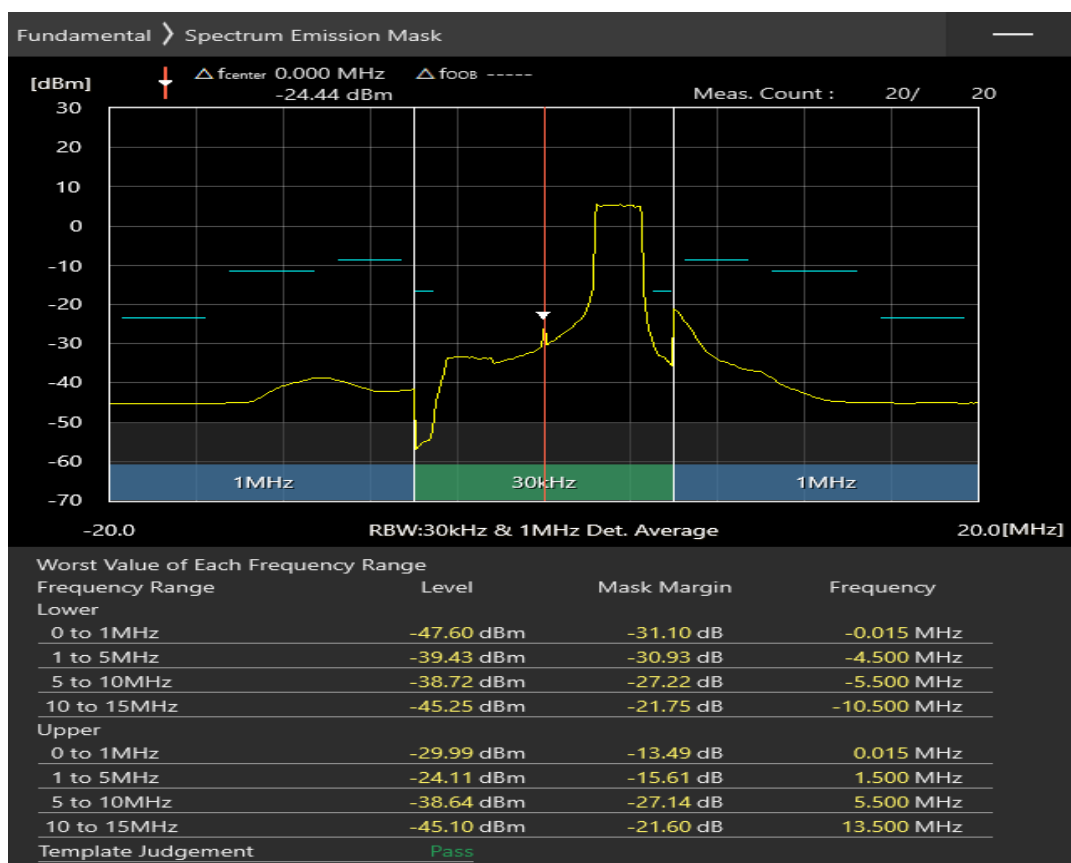 Fundamental ❯ Spectrum Emission Mask
△ fcenter 0.000 MHz △ fOOB -----
[dBm] -24.44 dBm Meas. Count : 20/ 20
30
20
10
0
-10
-20
-30
-40
-50
-60
1MHz 30kHz 1MHz
-70
-20.0 RBW:30kHz & 1MHz Det. Average 20.0[MHz]
Worst Value of Each Frequency Range
Frequency Range Level Mask Margin Frequency
Lower
0 to 1MHz -47.60 dBm -31.10 dB -0.015 MHz
1 to 5MHz -39.43 dBm -30.93 dB -4.500 MHz
5 to 10MHz -38.72 dBm -27.22 dB -5.500 MHz
10 to 15MHz -45.25 dBm -21.75 dB -10.500 MHz
Upper
0 to 1MHz -29.99 dBm -13.49 dB 0.015 MHz
1 to 5MHz -24.11 dBm -15.61 dB 1.500 MHz
5 to 10MHz -38.64 dBm -27.14 dB 5.500 MHz
10 to 15MHz -45.10 dBm -21.60 dB 13.500 MHz
Template Judgement Pass